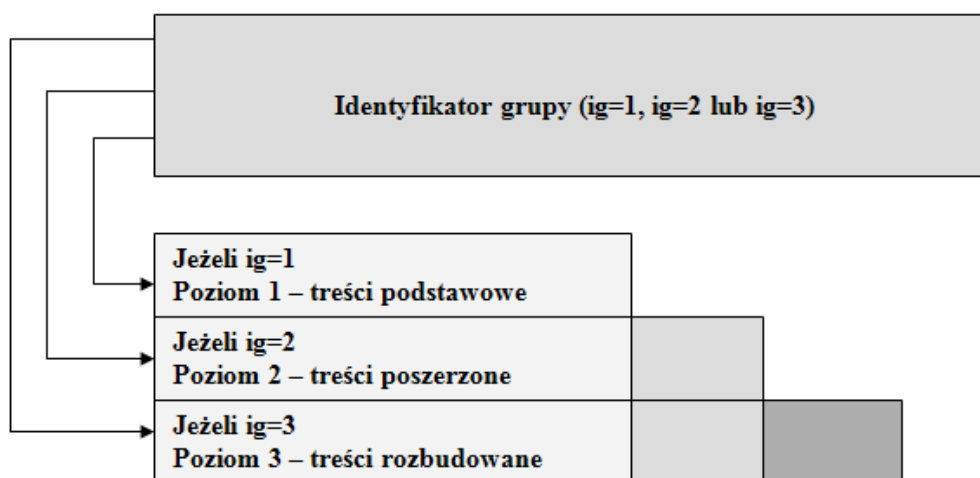 Identyfikator grupy (ig=1, ig=2 lub ig=3)
Jeżeli ig=1
Poziom 1 – treści podstawowe
Jeżeli ig=2
Poziom 2 – treści poszerzone
Jeżeli ig=3
Poziom 3 – treści rozbudowane